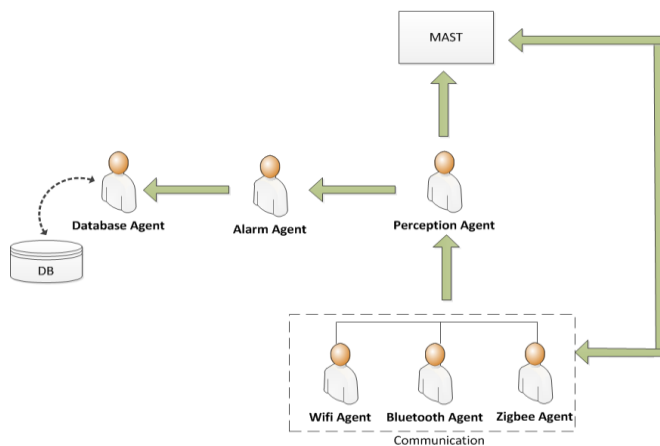 MAST
Database Agent
Alarm Agent
Perception Agent
DB
Wifi Agent
Bluetooth Agent
Zigbee Agent
Communication